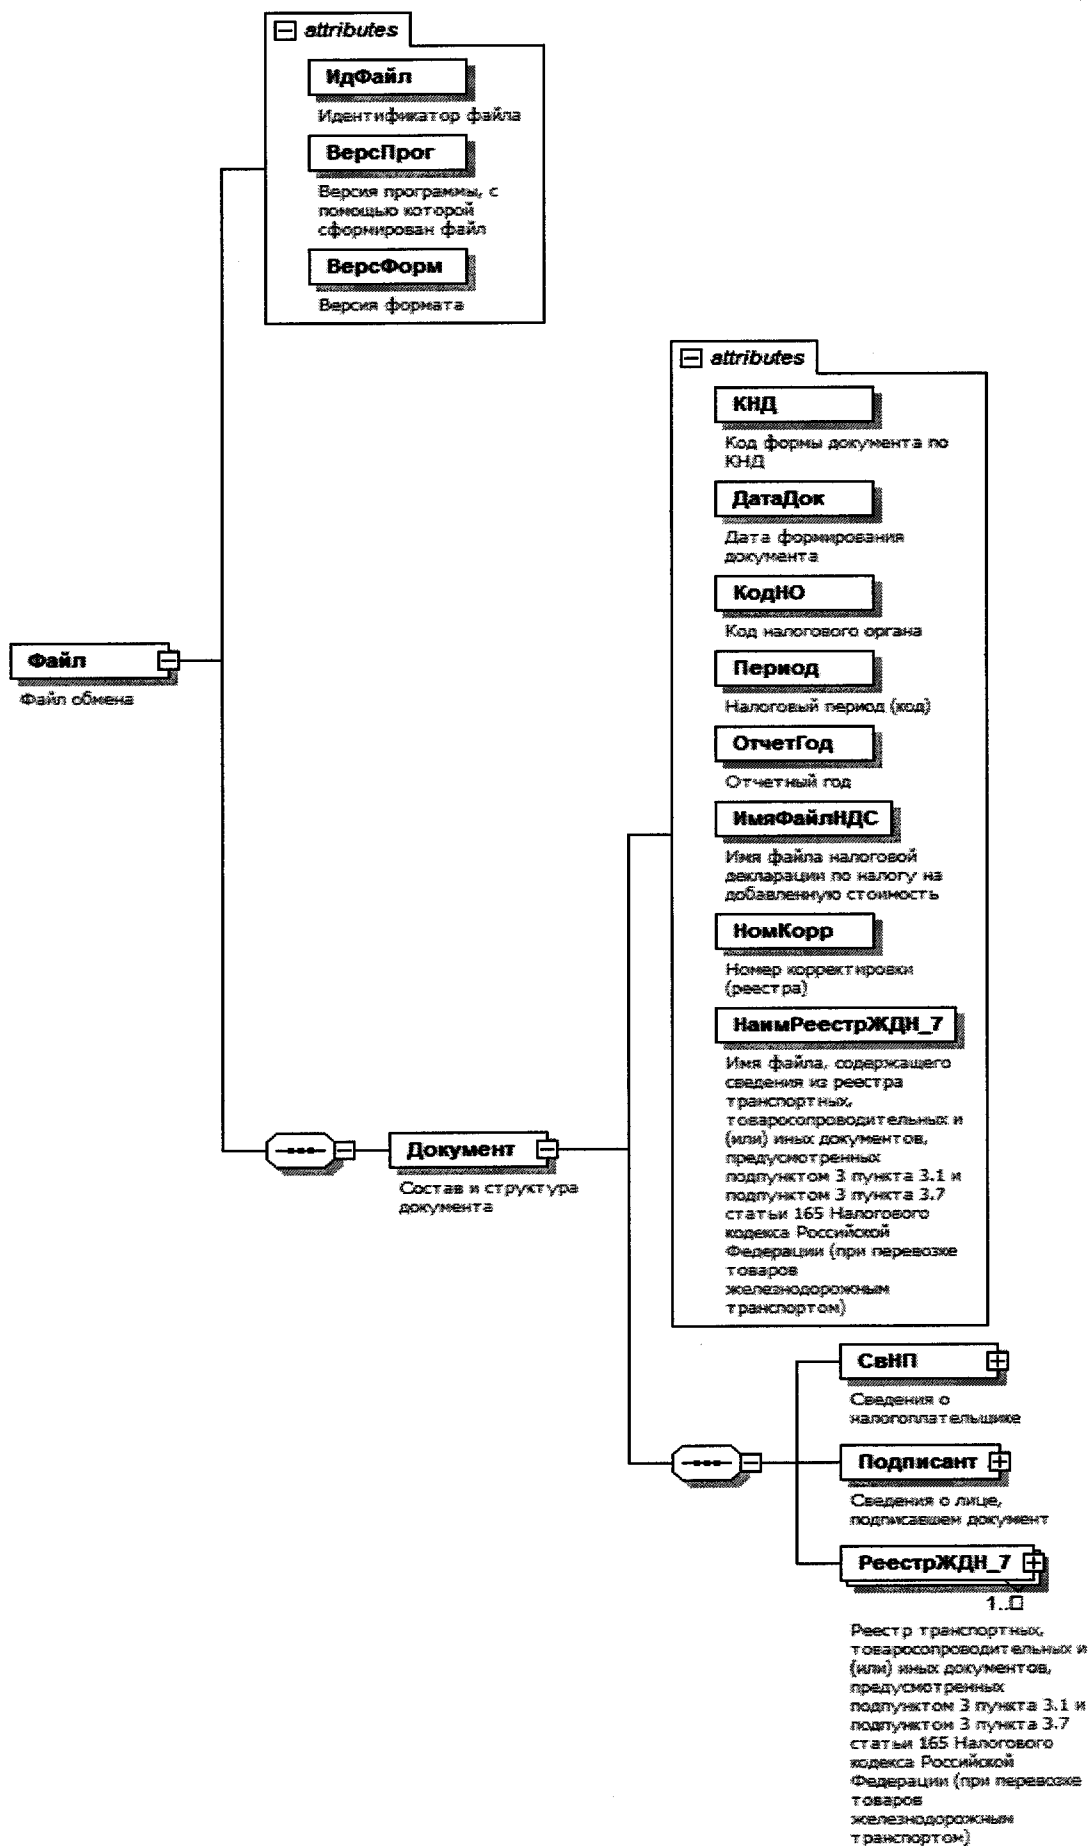 attributes
ИдФайл
Идентификатор файла
ВерсПрог
Версия программы, с
помощью которой
сформирован файл
ВерсФорм
Версия формата
attributes
КНД
Код формы документа по
КНД
ДатаДок
Дата формирования
документа
КодНО
Код налогового органа
Период
Налоговый период (код)
ОтчетГод
Отчетный год
ИмяФайлНДС
Имя файла налоговой
декларации по налогу на
добавленную стоимость
НомКорр
Номер корректировки
(реестра)
НаимРеестрЖДН_7
Имя файла, содержащего
сведения из реестра
транспортных,
товаросопроводительных и
(или) иных документов,
предусмотренных
подпунктом 3 пункта 3.1 и
подпунктом 3 пункта 3.7
статьи 165 Налогового
кодекса Российской
Федерации (при перевозке
товаров
железнодорожным
транспортом)
Файл
Файл обмена
Документ
Состав и структура
документа
СвНП
Сведения о
налогоплательщике
Подписант
Сведения о лице,
подписавшем документ
РеестрЖДН_7
1..
Реестр транспортных,
товаросопроводительных и
(или) иных документов,
предусмотренных
подпунктом 3 пункта 3.1 и
подпунктом 3 пункта 3.7
статьи 165 Налогового
кодекса Российской
Федерации (при перевозке
товаров
железнодорожным
транспортом)